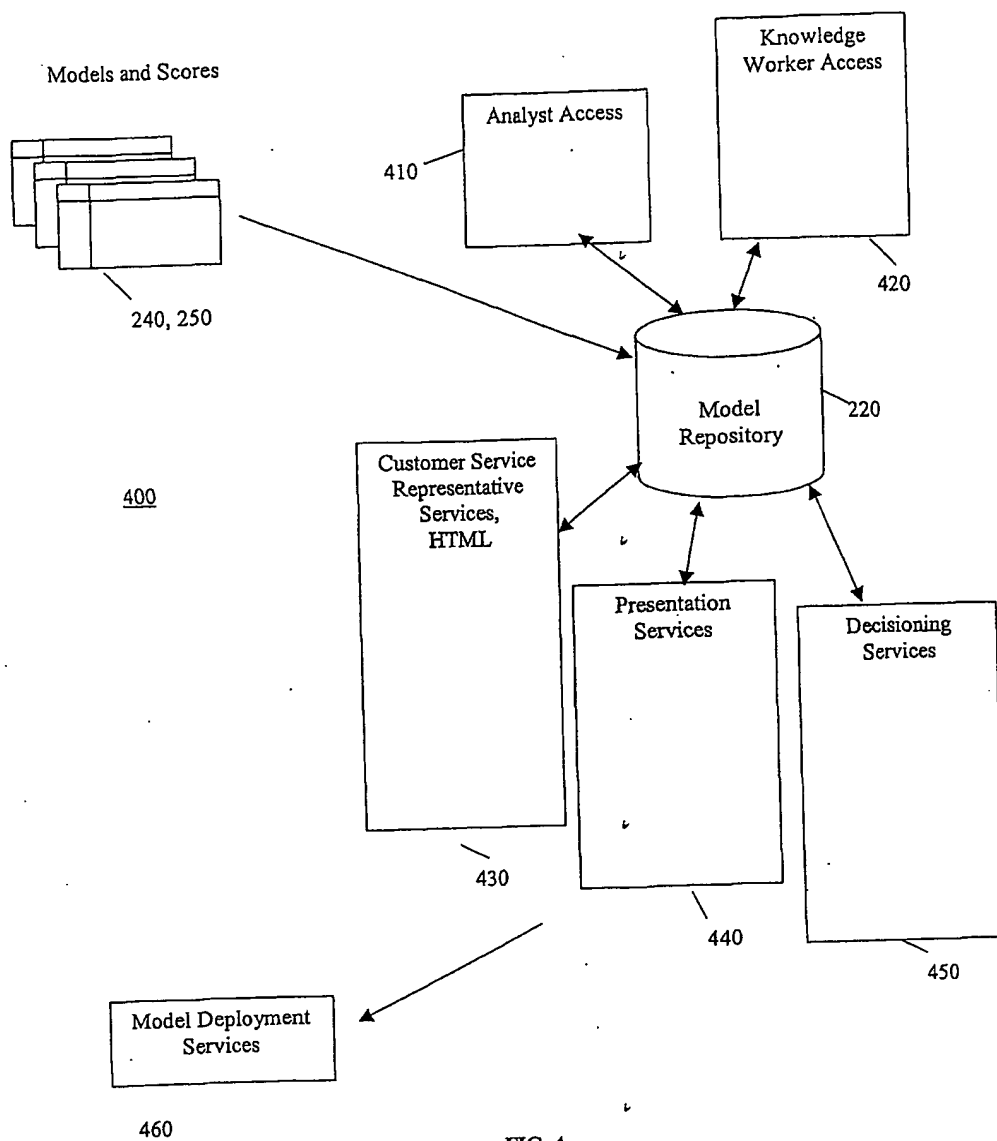 Models and Scores
Knowledge
Worker Access
Analyst Access
410
420
240, 250
Model
Repository
220
400
Customer Service
Representative
Services,
HTML
Presentation
Services
Decisioning
Services
430
440
450
Model Deployment
Services
460
FIG. 4